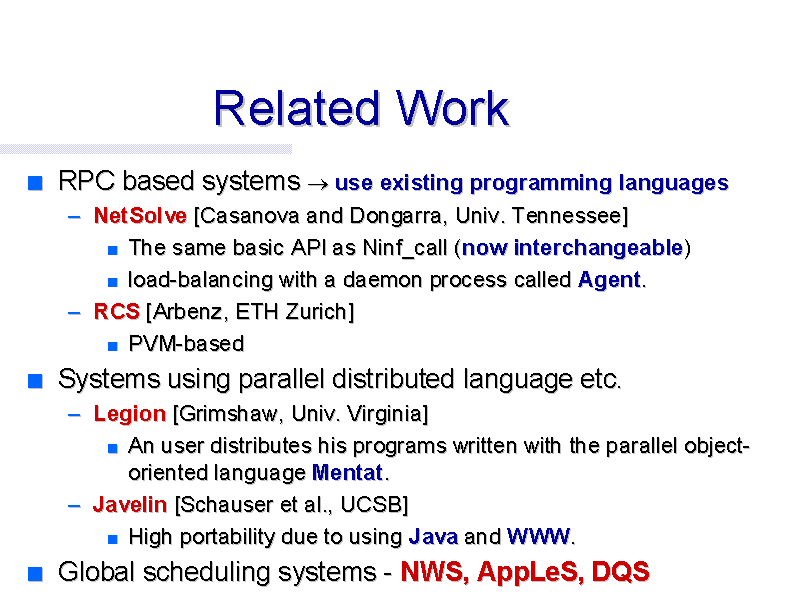 Related Work
■ RPC based systems → use existing programming languages
– NetSolve [Casanova and Dongarra, Univ. Tennessee]
■ The same basic API as Ninf_call (now interchangeable)
■ load-balancing with a daemon process called Agent.
– RCS [Arbenz, ETH Zurich]
■ PVM-based
■ Systems using parallel distributed language etc.
– Legion [Grimshaw, Univ. Virginia]
■ An user distributes his programs written with the parallel object-
oriented language Mentat.
– Javelin [Schauser et al., UCSB]
■ High portability due to using Java and WWW.
■ Global scheduling systems - NWS, AppLeS, DQS